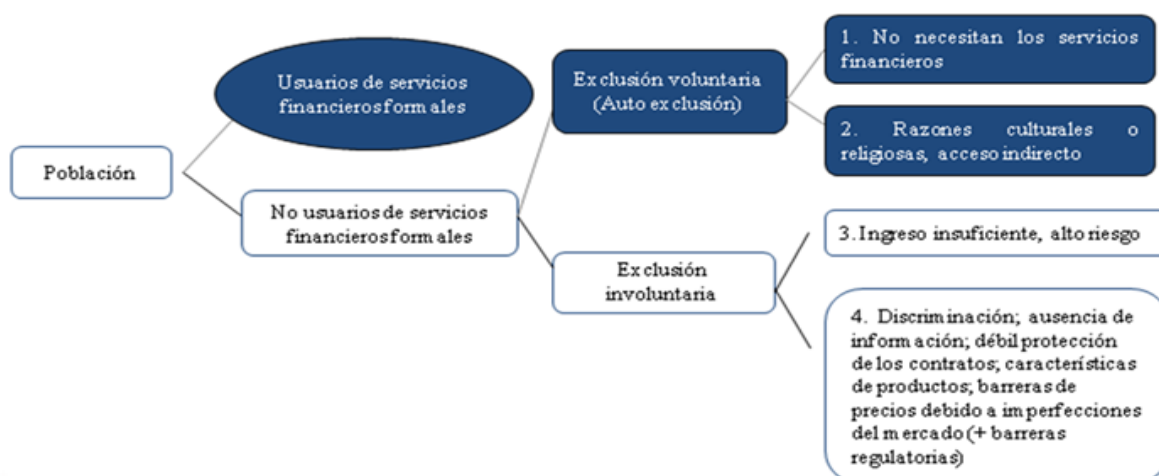 Usuarios de servicios
financieros formales
Población
No usuarios de servicios
financieros formales
Exclusión voluntaria
(Auto exclusión)
Exclusión
involuntaria
1. No necesitan los servicios
financieros
2. Razones culturales o
religiosas, acceso indirecto
3. Ingreso insuficiente, alto riesgo
4. Discriminación; ausencia de
información; débil protección
de los contratos; características
de productos; barreras de
precios debido a imperfecciones
del mercado (+ barreras
regulatorias)